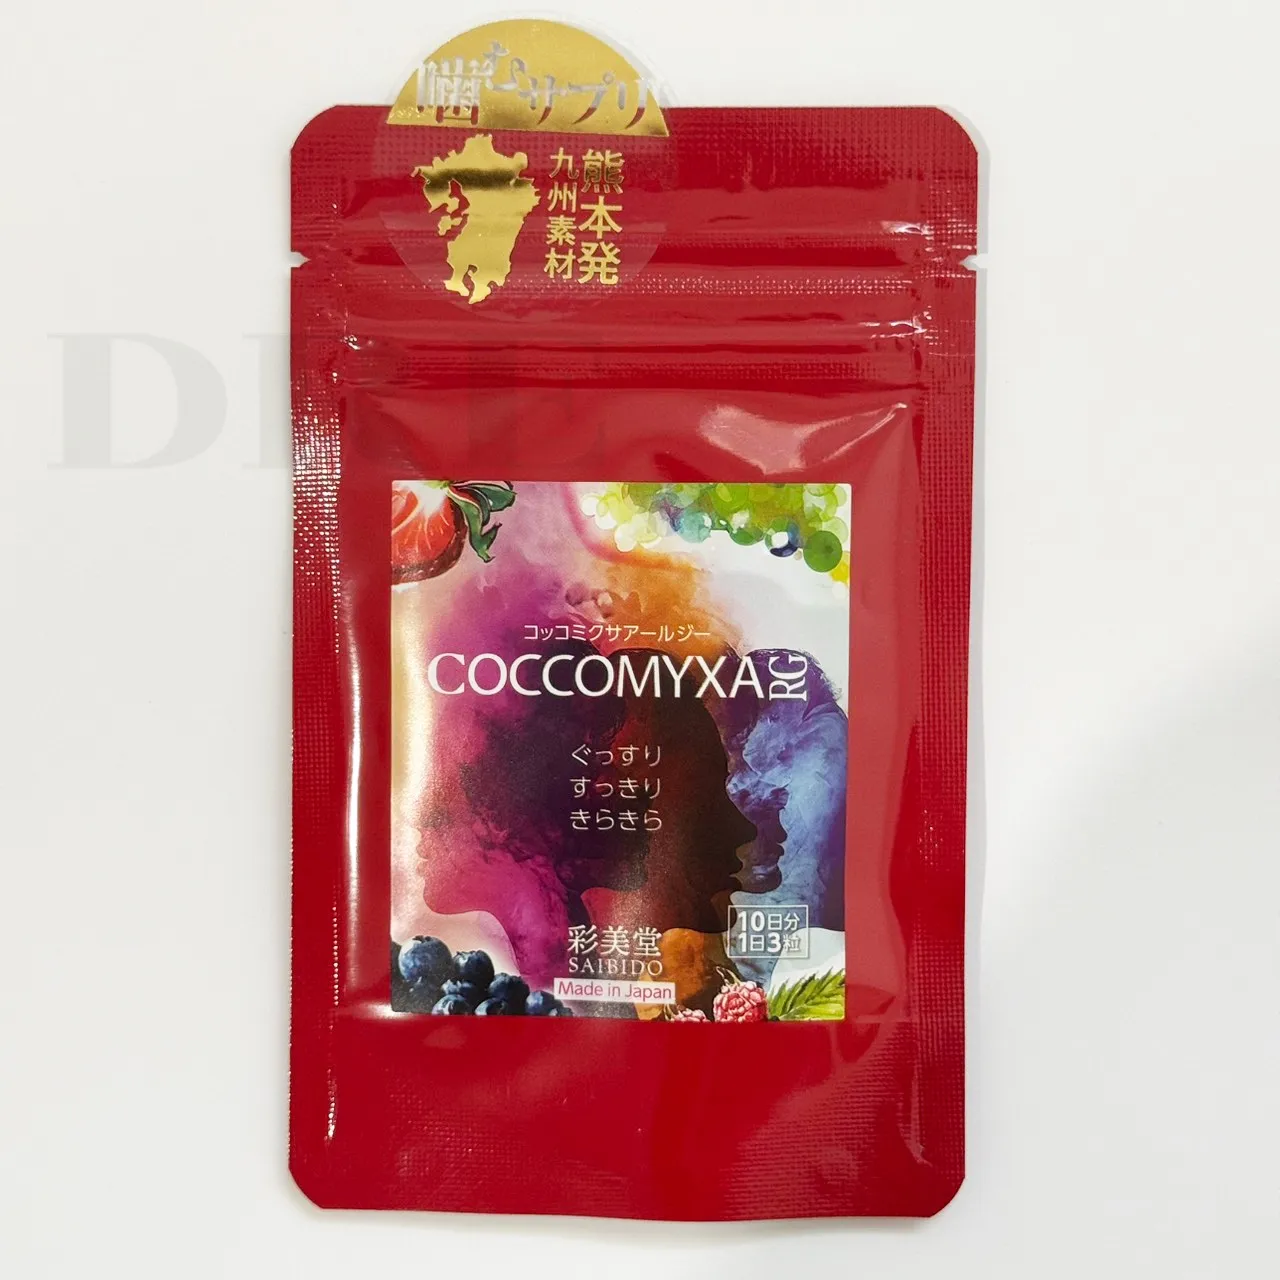 噛むサプリ
熊本発
九州素材
コッコミクサアールジー
COCCOMYXA RG
ぐっすり
すっきり
きらきら
10日分
1日3粒
彩美堂
SAIBIDO
Made in Japan